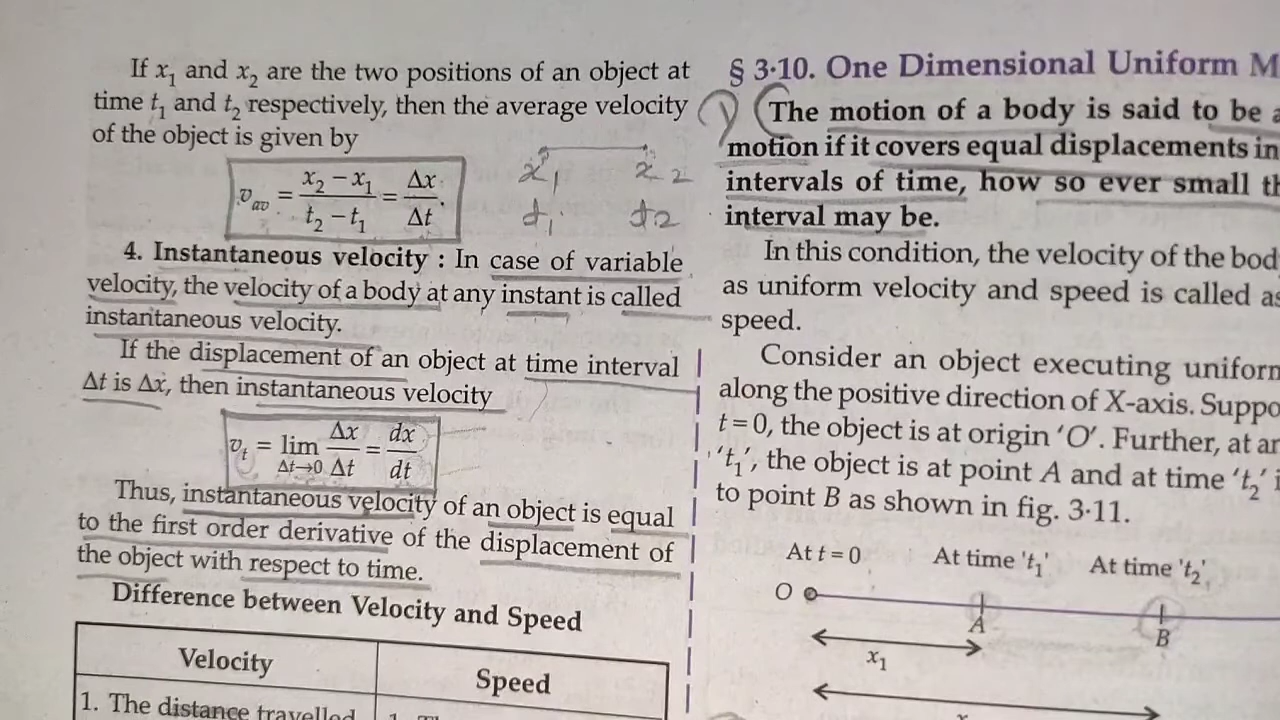 If x₁ and x₂ are the two positions of an object at
time t₁ and t₂ respectively, then the average velocity
of the object is given by
v_av = (x₂ − x₁)/(t₂ − t₁) = Δx/Δt.
x₁ x₂
t₁ t₂
4. Instantaneous velocity : In case of variable
velocity, the velocity of a body at any instant is called
instantaneous velocity.
If the displacement of an object at time interval
Δt is Δx, then instantaneous velocity
v_t = lim_{Δt→0} Δx/Δt = dx/dt
Thus, instantaneous velocity of an object is equal
to the first order derivative of the displacement of
the object with respect to time.
Difference between Velocity and Speed
Velocity Speed
1. The distance travelled 1.
§ 3·10. One Dimensional Uniform
The motion of a body is said to be
motion if it covers equal displacements in
intervals of time, how so ever small
interval may be.
In this condition, the velocity of the
as uniform velocity and speed is called
speed.
Consider an object executing
along the positive direction of X-axis.
t = 0, the object is at origin 'O'. Further, at
't₁', the object is at point A and at time 't₂'
to point B as shown in fig. 3·11.
At t = 0 At time 't₁' At time 't₂'
O A B
x₁